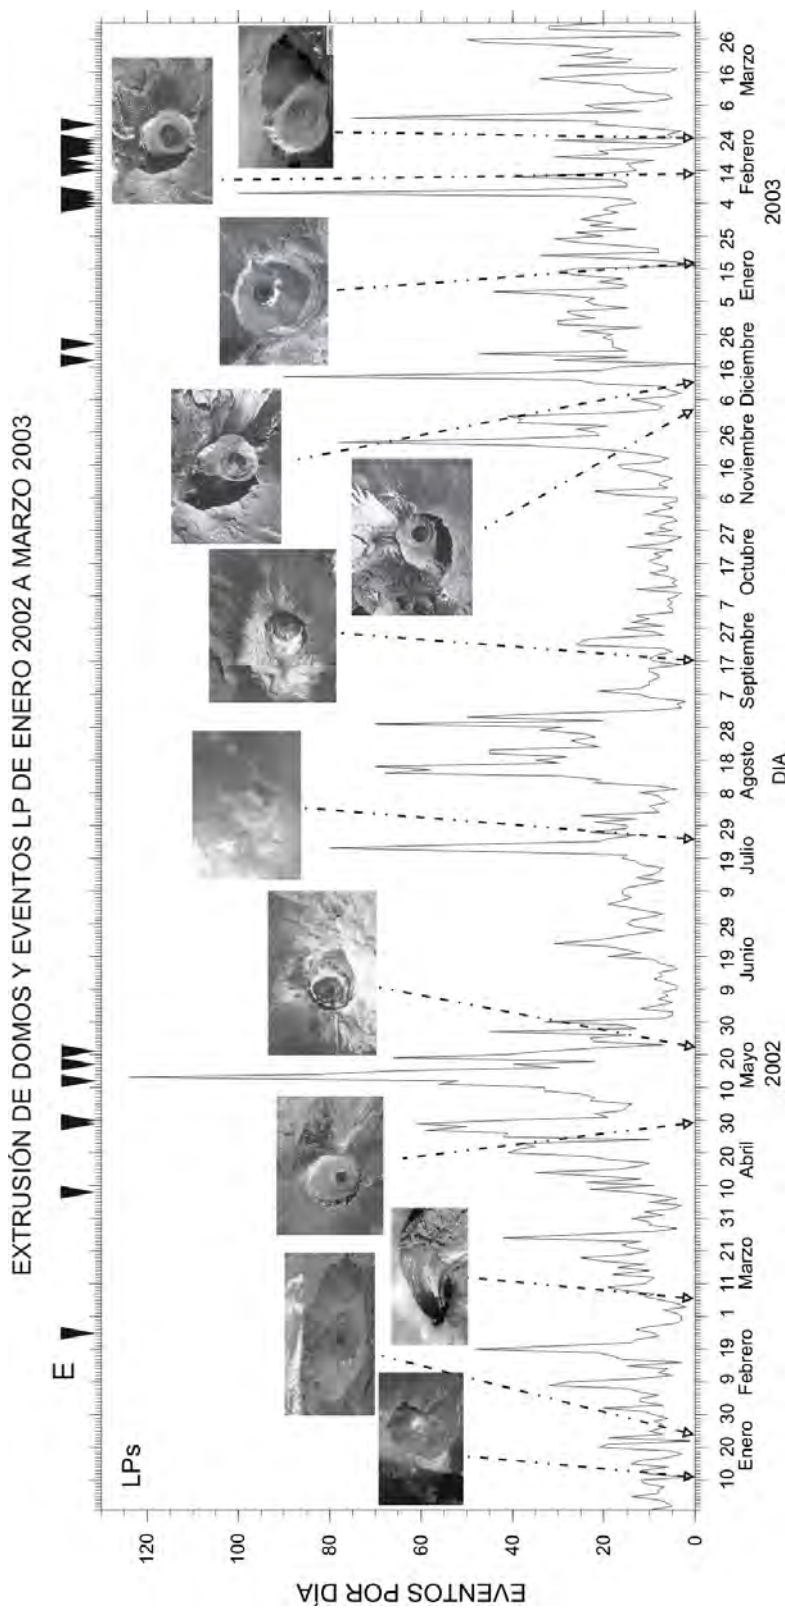 EXTRUSIÓN DE DOMOS Y EVENTOS LP DE ENERO 2002 A MARZO 2003
E
LPs
EVENTOS POR DÍA
120
100
80
60
40
20
0
10 20 30 9 19 1 11 21 31 10 20 30 10 20 30 9 19 29 9 19 29 8 18 28 7 17 27 7 17 27 6 16 26 6 16 26 5 15 25 4 14 24 6 16 26
Enero Febrero Marzo Abril Mayo Junio Julio Agosto Septiembre Octubre Noviembre Diciembre Enero Febrero Marzo
2002 2003
DIA